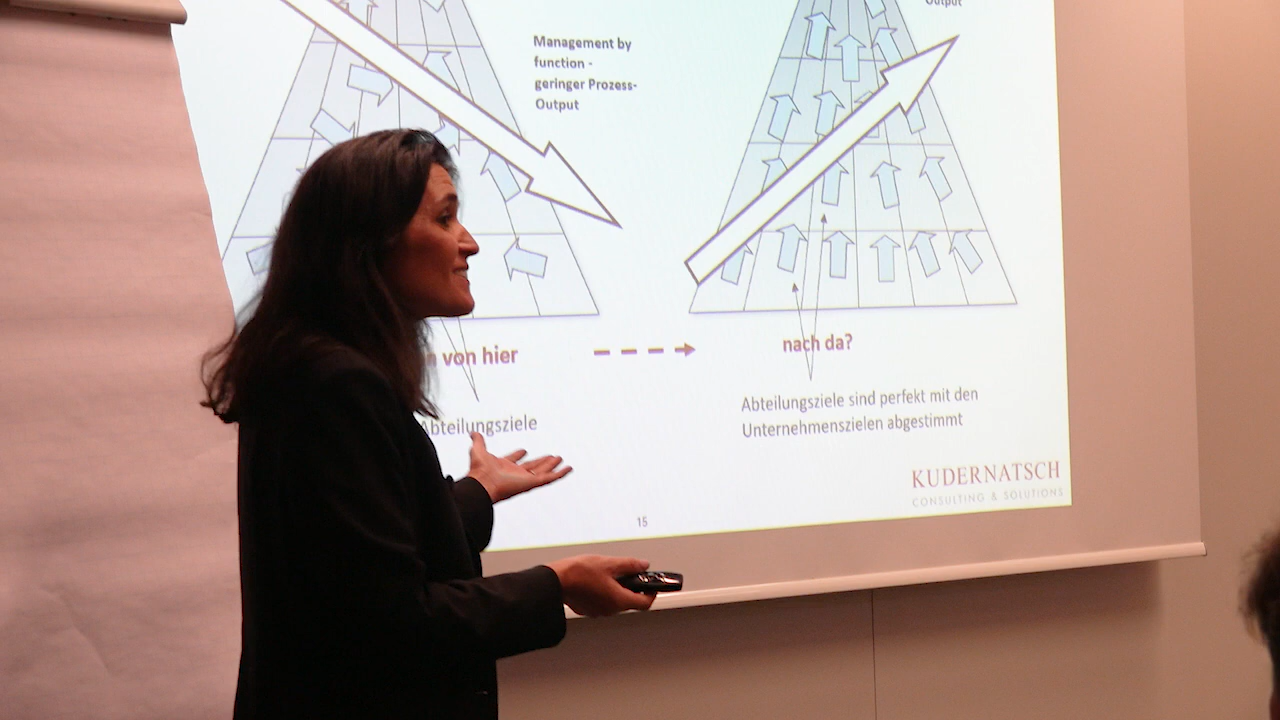 Output
Management by
function -
geringer Prozess-
Output
von hier
nach da?
Abteilungsziele
Abteilungsziele sind perfekt mit den
Unternehmenszielen abgestimmt
KUDERNATSCH
CONSULTING & SOLUTIONS
15